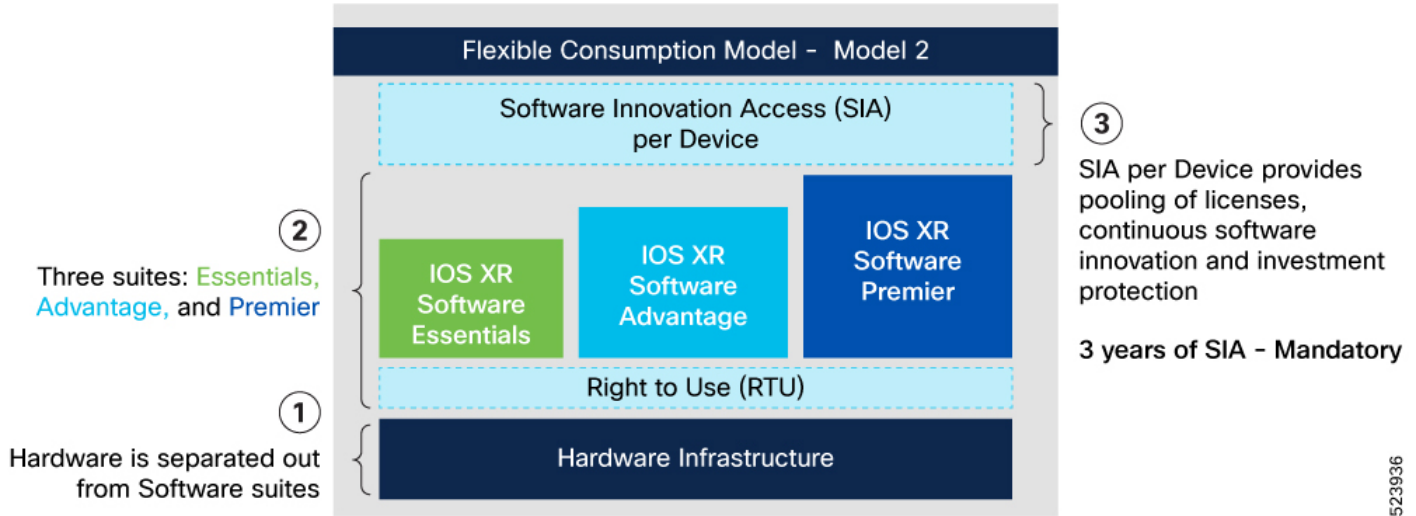 Flexible Consumption Model - Model 2
Software Innovation Access (SIA)
per Device
3
SIA per Device provides
pooling of licenses,
continuous software
innovation and investment
protection
3 years of SIA - Mandatory
2
Three suites: Essentials,
Advantage, and Premier
IOS XR
Software
Essentials
IOS XR
Software
Advantage
IOS XR
Software
Premier
Right to Use (RTU)
1
Hardware is separated out
from Software suites
Hardware Infrastructure
523936